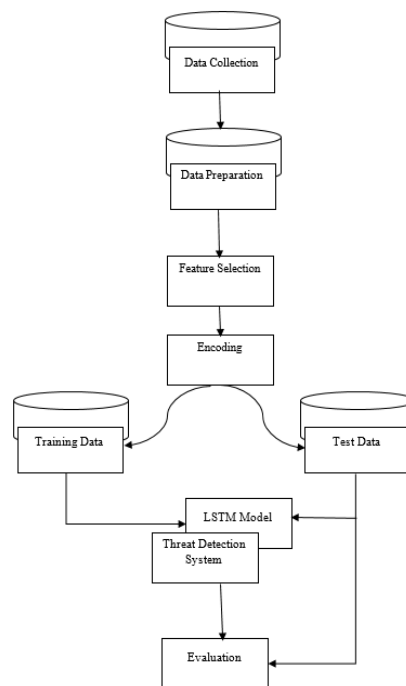 Data Collection
Data Preparation
Feature Selection
Encoding
Training Data
Test Data
LSTM Model
Threat Detection
System
Evaluation